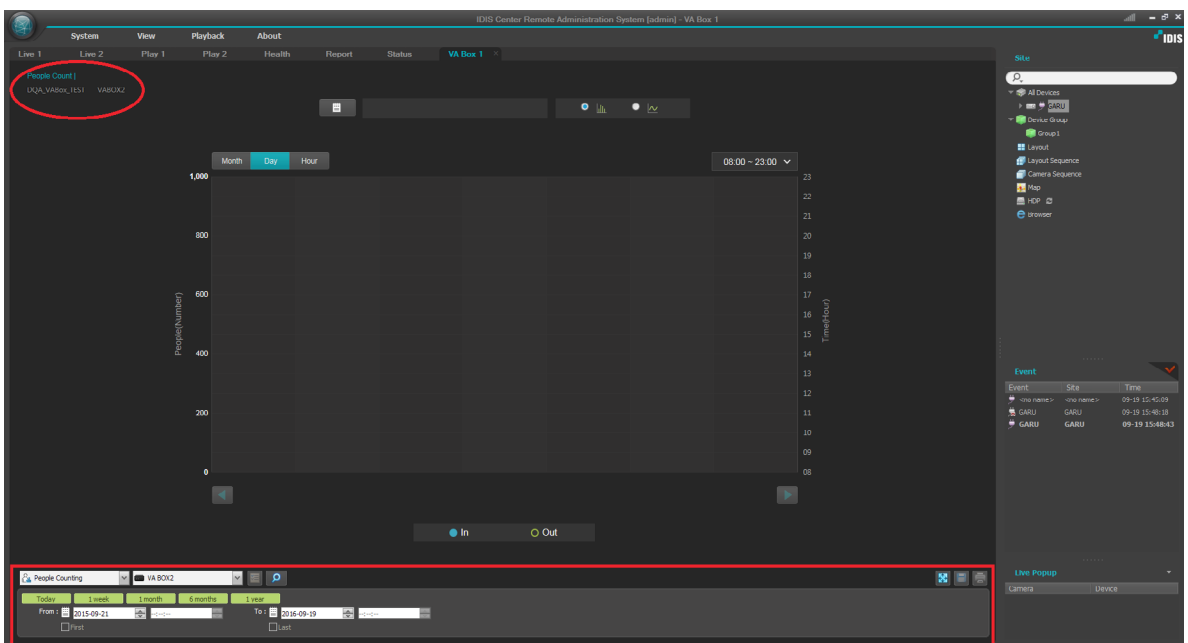 IDIS Center Remote Administration System [admin] - VA Box 1
System View Playback About
IDIS
Live 1 Live 2 Play 1 Play 2 Health Report Status VA Box 1
People Count |
DQA_VABox_TEST VABOX2
Month Day Hour
08:00 ~ 23:00
1,000
800
600
400
200
0
People(Number)
23
22
21
20
19
18
17
16
15
14
13
12
11
10
09
08
Time(Hour)
In Out
People Counting VA BOX2
Today 1 week 1 month 6 months 1 year
From : 2015-09-21 --:--:-- To : 2016-09-19 --:--:--
First Last
Site
All Devices
GARU
Device Group
Group1
Layout
Layout Sequence
Camera Sequence
Map
HDP
Browser
Event
Event Site Time
<no name> <no name> 09-19 15:45:09
GARU GARU 09-19 15:48:18
GARU GARU 09-19 15:48:43
Live Popup
Camera Device